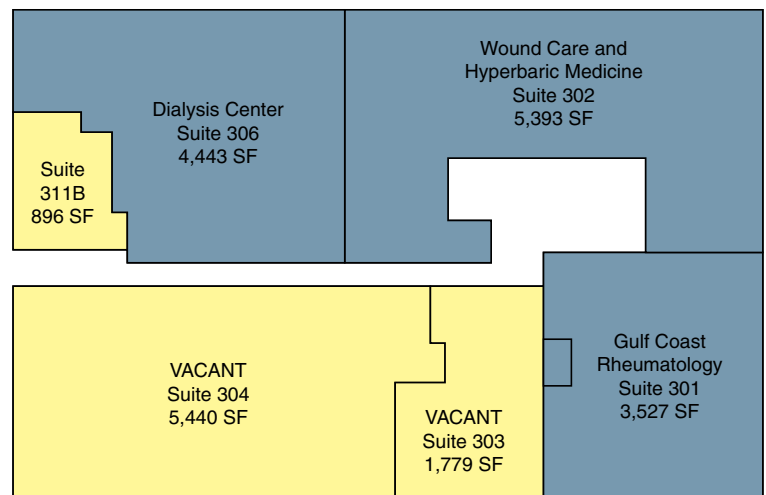 Wound Care and
Hyperbaric Medicine
Suite 302
5,393 SF
Dialysis Center
Suite 306
4,443 SF
Suite
311B
896 SF
VACANT
Suite 304
5,440 SF
VACANT
Suite 303
1,779 SF
Gulf Coast
Rheumatology
Suite 301
3,527 SF